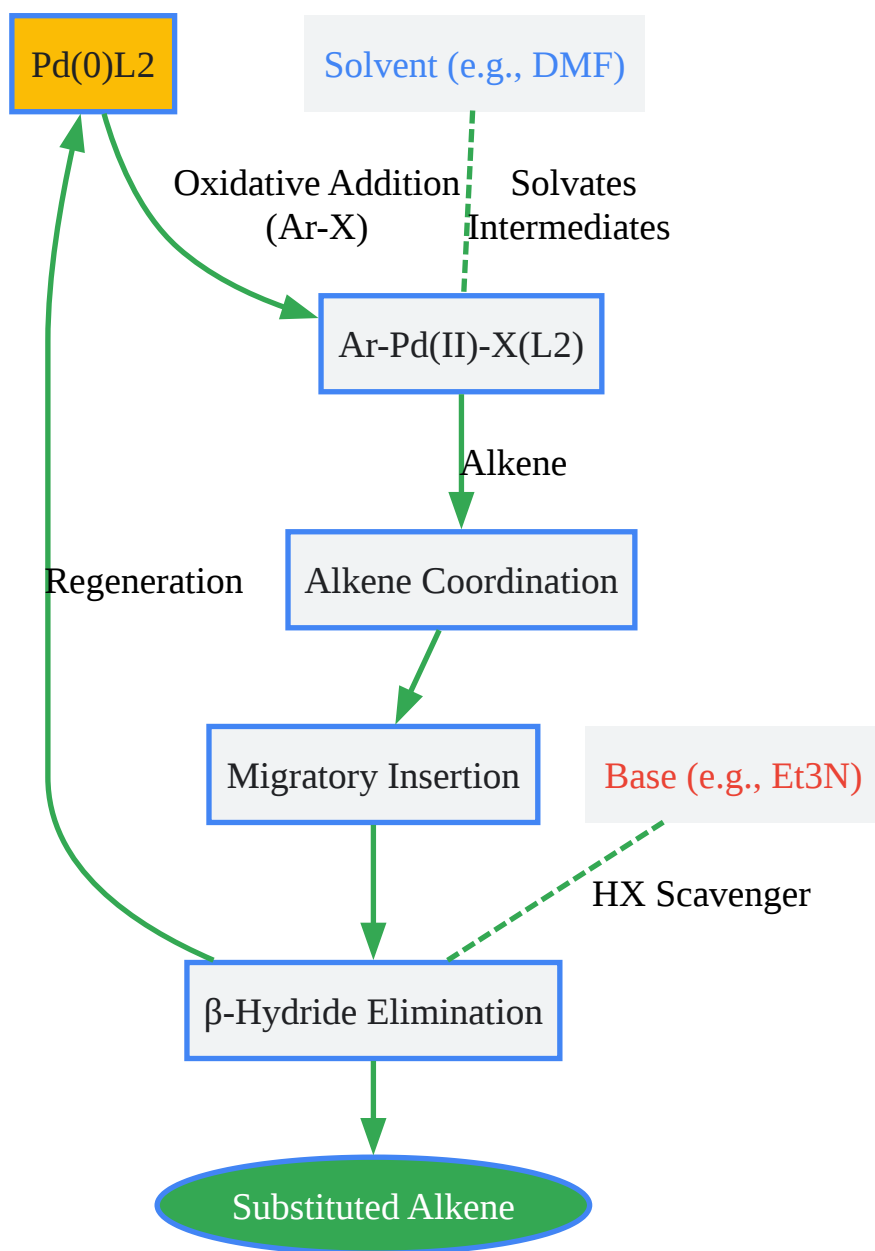 Pd(0)L2
Solvent (e.g., DMF)
Oxidative Addition
(Ar-X)
Solvates
Intermediates
Ar-Pd(II)-X(L2)
Alkene
Alkene Coordination
Regeneration
Migratory Insertion
Base (e.g., Et3N)
HX Scavenger
β-Hydride Elimination
Substituted Alkene